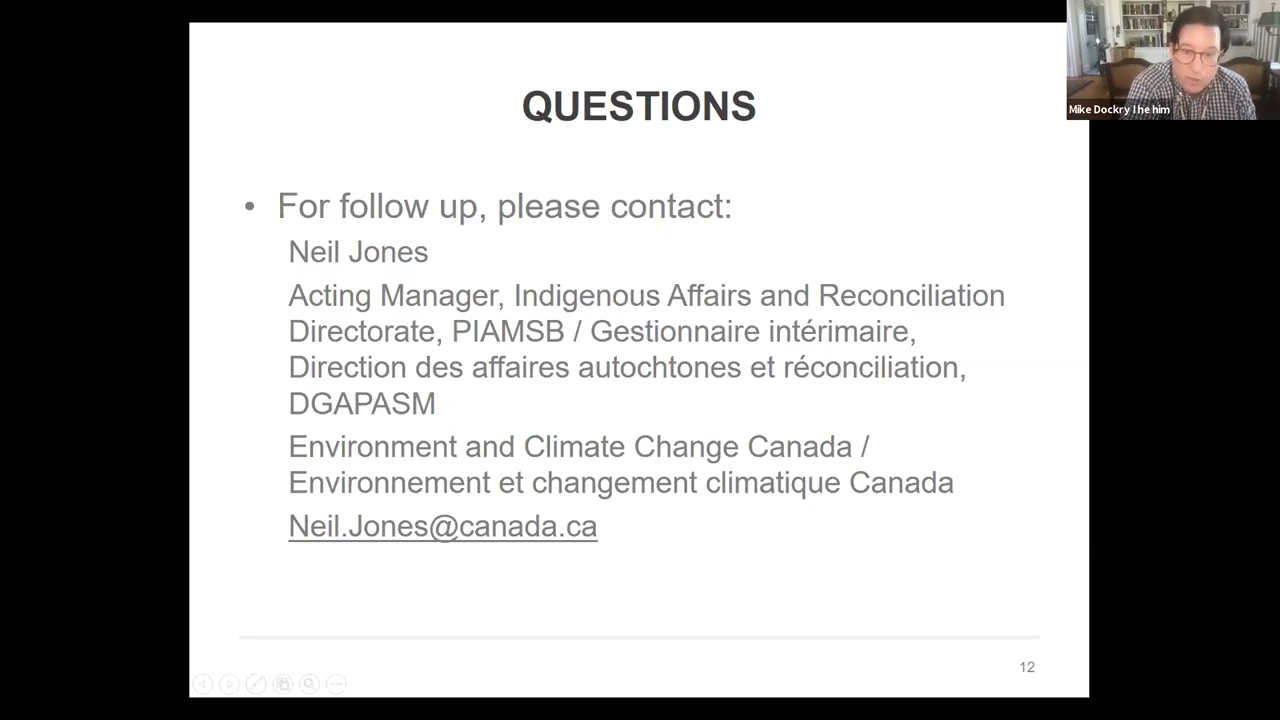 QUESTIONS
Mike Dockry | he him
• For follow up, please contact:
Neil Jones
Acting Manager, Indigenous Affairs and Reconciliation
Directorate, PIAMSB / Gestionnaire intérimaire,
Direction des affaires autochtones et réconciliation,
DGAPASM
Environment and Climate Change Canada /
Environnement et changement climatique Canada
Neil.Jones@canada.ca
12